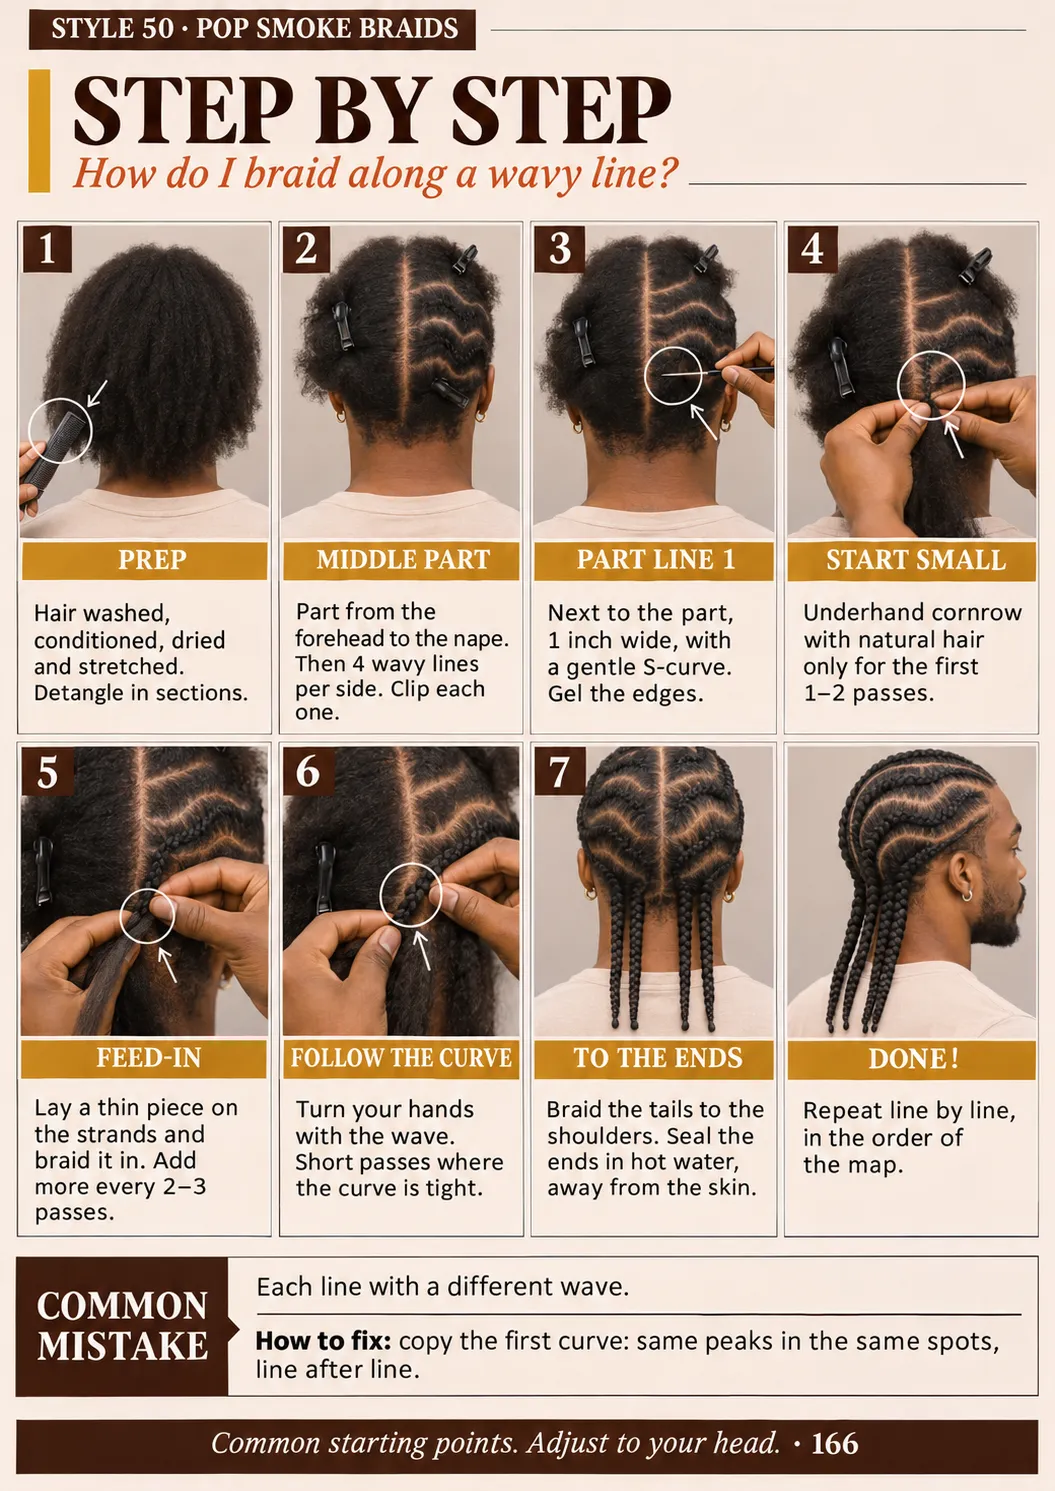 STYLE 50 · POP SMOKE BRAIDS
STEP BY STEP
How do I braid along a wavy line?
1
PREP
Hair washed,
conditioned, dried
and stretched.
Detangle in sections.
2
MIDDLE PART
Part from the
forehead to the nape.
Then 4 wavy lines
per side. Clip each
one.
3
PART LINE 1
Next to the part,
1 inch wide, with
a gentle S-curve.
Gel the edges.
4
START SMALL
Underhand cornrow
with natural hair
only for the first
1–2 passes.
5
FEED-IN
Lay a thin piece on
the strands and
braid it in. Add
more every 2–3
passes.
6
FOLLOW THE CURVE
Turn your hands
with the wave.
Short passes where
the curve is tight.
7
TO THE ENDS
Braid the tails to the
shoulders. Seal the
ends in hot water,
away from the skin.
DONE!
Repeat line by line,
in the order of
the map.
COMMON
MISTAKE
Each line with a different wave.
How to fix: copy the first curve: same peaks in the same spots,
line after line.
Common starting points. Adjust to your head. · 166